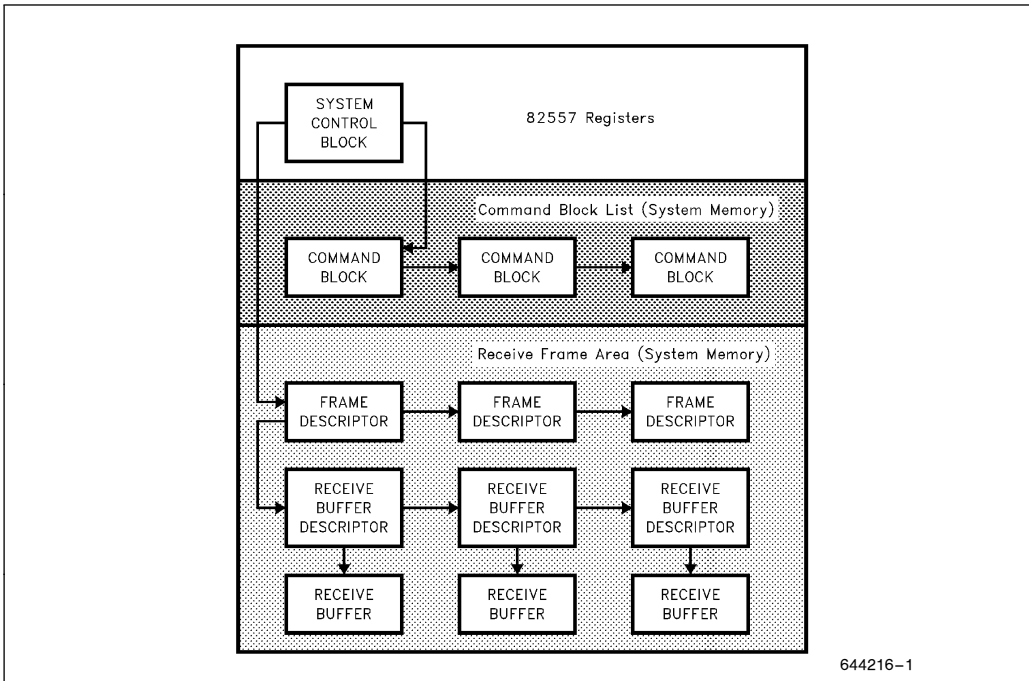 SYSTEM
CONTROL
BLOCK
82557 Registers
Command Block List (System Memory)
COMMAND
BLOCK
COMMAND
BLOCK
COMMAND
BLOCK
Receive Frame Area (System Memory)
FRAME
DESCRIPTOR
FRAME
DESCRIPTOR
FRAME
DESCRIPTOR
RECEIVE
BUFFER
DESCRIPTOR
RECEIVE
BUFFER
DESCRIPTOR
RECEIVE
BUFFER
DESCRIPTOR
RECEIVE
BUFFER
RECEIVE
BUFFER
RECEIVE
BUFFER
644216–1